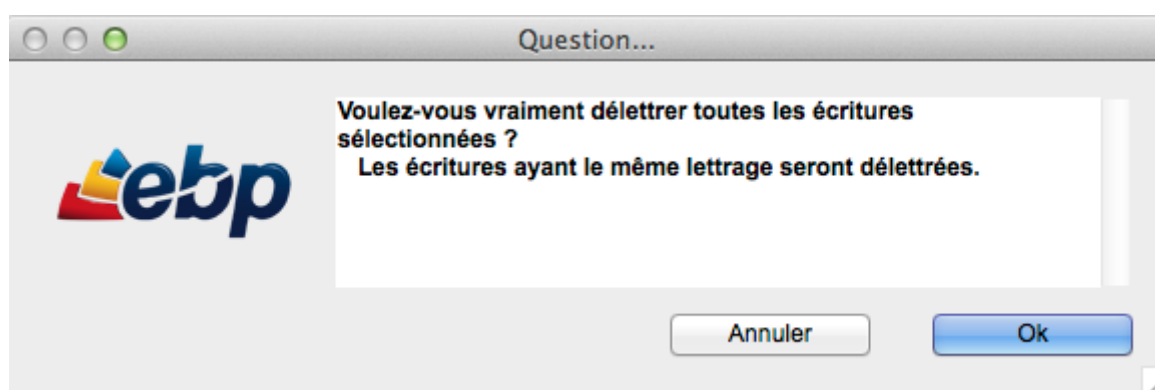 Question...
Voulez-vous vraiment délettrer toutes les écritures
sélectionnées ?
Les écritures ayant le même lettrage seront délettrées.
ebp
Annuler
Ok